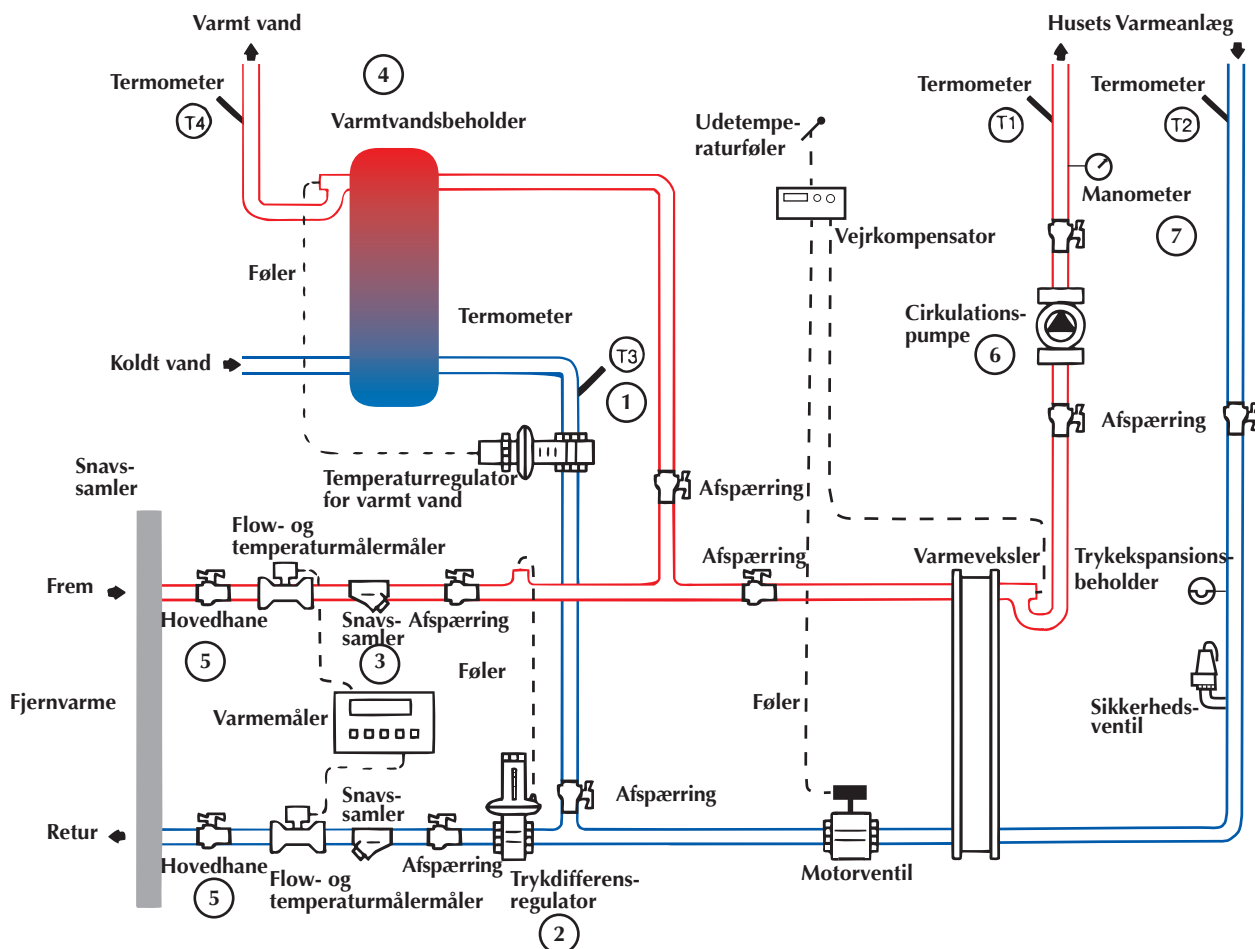 Varmt vand
Husets Varmeanlæg
4
Termometer
Termometer
Termometer
T4
T1
T2
Varmtvandsbeholder
Udetempe-
raturføler
Manometer
7
Vejrkompensator
Føler
Cirkulations-
pumpe
6
Termometer
Koldt vand
T3
1
Afspærring
Snavs-
samler
Temperaturregulator
for varmt vand
Afspærring
Flow- og
temperaturmålermåler
Afspærring
Varmeveksler
Trykekspansions-
beholder
Frem
Hovedhane
Snavs-
samler
Afspærring
5
3
Føler
Fjernvarme
Varmemåler
Føler
Sikkerheds-
ventil
Snavs-
samler
Afspærring
Retur
Hovedhane
Afspærring
Flow- og
temperaturmålermåler
Trykdifferens-
regulator
Motorventil
5
2